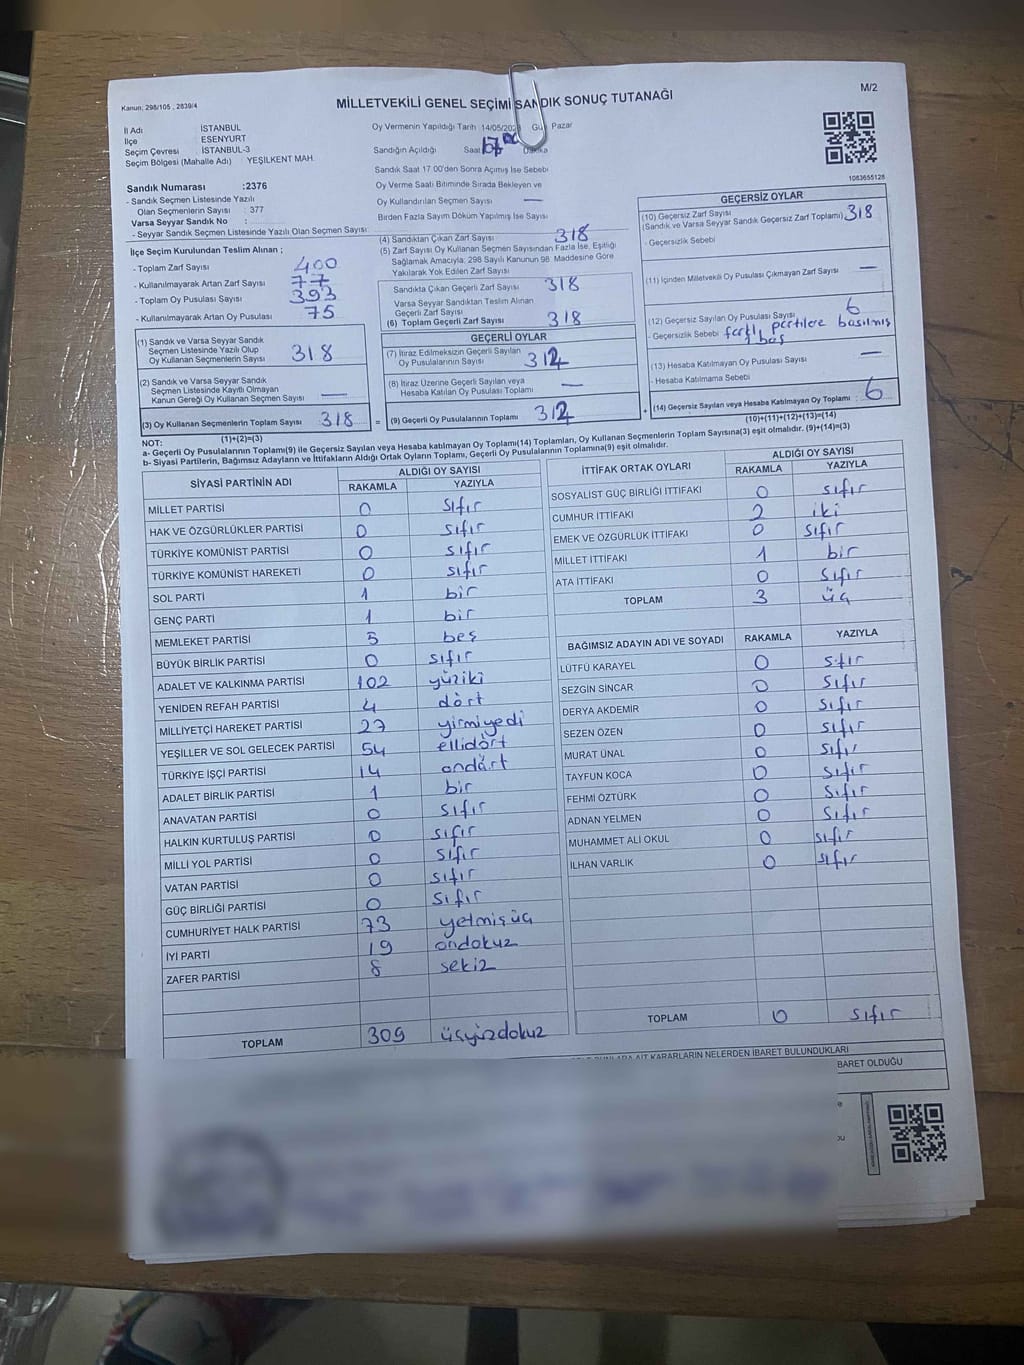 Kanun; 298/105 , 2839/4
MİLLETVEKİLİ GENEL SEÇİMİ SANDIK SONUÇ TUTANAĞI
M/2
İl Adı İSTANBUL
İlçe ESENYURT
Seçim Çevresi İSTANBUL-3
Seçim Bölgesi (Mahalle Adı) YEŞİLKENT MAH.
Oy Vermenin Yapıldığı Tarih 14/05/202 Gü Pazar
Sandığın Açıldığı Saat 17 00 Dakika
Sandık Saat 17 00'den Sonra Açımış İse Sebebi
Oy Verme Saati Bitiminde Sırada Bekleyen ve
Oy Kullandırılan Seçmen Sayısı —
Birden Fazla Sayım Döküm Yapılmış İse Sayısı
1083655128
Sandık Numarası :2376
- Sandık Seçmen Listesinde Yazılı
Olan Seçmenlerin Sayısı : 377
Varsa Seyyar Sandık No :
- Seyyar Sandık Seçmen Listesinde Yazılı Olan Seçmen Sayısı:
İlçe Seçim Kurulundan Teslim Alınan ;
- Toplam Zarf Sayısı 400
- Kullanılmayarak Artan Zarf Sayısı 77
- Toplam Oy Pusulası Sayısı 393
- Kullanılmayarak Artan Oy Pusulası 75
(1) Sandık ve Varsa Seyyar Sandık
Seçmen Listesinde Yazılı Olup
Oy Kullanan Seçmenlerin Sayısı 318
(2) Sandık ve Varsa Seyyar Sandık
Seçmen Listesinde Kayıtlı Olmayan
Kanun Gereği Oy Kullanan Seçmen Sayısı —
(3) Oy Kullanan Seçmenlerin Toplam Sayısı 318
(1)+(2)=(3)
(4) Sandıktan Çıkan Zarf Sayısı 318
(5) Zarf Sayısı Oy Kullanan Seçmen Sayısından Fazla İse, Eşitliği
Sağlamak Amacıyla; 298 Sayılı Kanunun 98. Maddesine Göre
Yakılarak Yok Edilen Zarf Sayısı
Sandıkta Çıkan Geçerli Zarf Sayısı 318
Varsa Seyyar Sandıktan Teslim Alınan
Geçerli Zarf Sayısı
(6) Toplam Geçerli Zarf Sayısı 318
GEÇERLİ OYLAR
(7) İtiraz Edilmeksizin Geçerli Sayılan
Oy Pusulalarının Sayısı 312
(8) İtiraz Üzerine Geçerli Sayılan veya
Hesaba Katılan Oy Pusulası Toplamı —
= (9) Geçerli Oy Pusulalarının Toplamı 312
GEÇERSİZ OYLAR
(10) Geçersiz Zarf Sayısı
(Sandık ve Varsa Seyyar Sandık Geçersiz Zarf Toplamı) 318
- Geçersizlik Sebebi
(11) İçinden Milletvekili Oy Pusulası Çıkmayan Zarf Sayısı —
(12) Geçersiz Sayılan Oy Pusulası Sayısı 6
- Geçersizlik Sebebi farklı partilere basılmış
boş
(13) Hesaba Katılmayan Oy Pusulası Sayısı —
- Hesaba Katılmama Sebebi
+ (14) Geçersiz Sayılan veya Hesaba Katılmayan Oy Toplamı : 6
(10)+(11)+(12)+(13)=(14)
NOT:
a- Geçerli Oy Pusulalarının Toplamı(9) ile Geçersiz Sayılan veya Hesaba katılmayan Oy Toplamı(14) Toplamları, Oy Kullanan Seçmenlerin Toplam Sayısına(3) eşit olmalıdır. (9)+(14)=(3)
b- Siyasi Partilerin, Bağımsız Adayların ve İttifakların Aldığı Ortak Oyların Toplamı, Geçerli Oy Pusulalarının Toplamına(9) eşit olmalıdır.
SİYASİ PARTİNİN ADI ALDIĞI OY SAYISI
RAKAMLA YAZIYLA
MİLLET PARTİSİ 0 sıfır
HAK VE ÖZGÜRLÜKLER PARTİSİ 0 sıfır
TÜRKİYE KOMÜNİST PARTİSİ 0 sıfır
TÜRKİYE KOMÜNİST HAREKETİ 0 sıfır
SOL PARTİ 1 bir
GENÇ PARTİ 1 bir
MEMLEKET PARTİSİ 5 beş
BÜYÜK BİRLİK PARTİSİ 0 sıfır
ADALET VE KALKINMA PARTİSİ 102 yüziki
YENİDEN REFAH PARTİSİ 4 dört
MİLLİYETÇİ HAREKET PARTİSİ 27 yirmiyedi
YEŞİLLER VE SOL GELECEK PARTİSİ 54 ellidört
TÜRKİYE İŞÇİ PARTİSİ 14 ondört
ADALET BİRLİK PARTİSİ 1 bir
ANAVATAN PARTİSİ 0 sıfır
HALKIN KURTULUŞ PARTİSİ 0 sıfır
MİLLİ YOL PARTİSİ 0 sıfır
VATAN PARTİSİ 0 sıfır
GÜÇ BİRLİĞİ PARTİSİ 0 sıfır
CUMHURİYET HALK PARTİSİ 73 yetmişüç
İYİ PARTİ 19 ondokuz
ZAFER PARTİSİ 8 sekiz
TOPLAM 309 üçyüzdokuz
İTTİFAK ORTAK OYLARI ALDIĞI OY SAYISI
RAKAMLA YAZIYLA
SOSYALİST GÜÇ BİRLİĞİ İTTİFAKI 0 sıfır
CUMHUR İTTİFAKI 2 iki
EMEK VE ÖZGÜRLÜK İTTİFAKI 0 sıfır
MİLLET İTTİFAKI 1 bir
ATA İTTİFAKI 0 sıfır
TOPLAM 3 üç
BAĞIMSIZ ADAYIN ADI VE SOYADI RAKAMLA YAZIYLA
LÜTFÜ KARAYEL 0 sıfır
SEZGİN SİNCAR 0 sıfır
DERYA AKDEMİR 0 sıfır
SEZEN ÖZEN 0 sıfır
MURAT ÜNAL 0 sıfır
TAYFUN KOCA 0 sıfır
FEHMİ ÖZTÜRK 0 sıfır
ADNAN YELMEN 0 sıfır
MUHAMMET ALİ OKUL 0 sıfır
İLHAN VARLIK 0 sıfır
TOPLAM 0 sıfır
KARARLARIN NELERDEN İBARET BULUNDUKLARI
BARET OLDUĞU